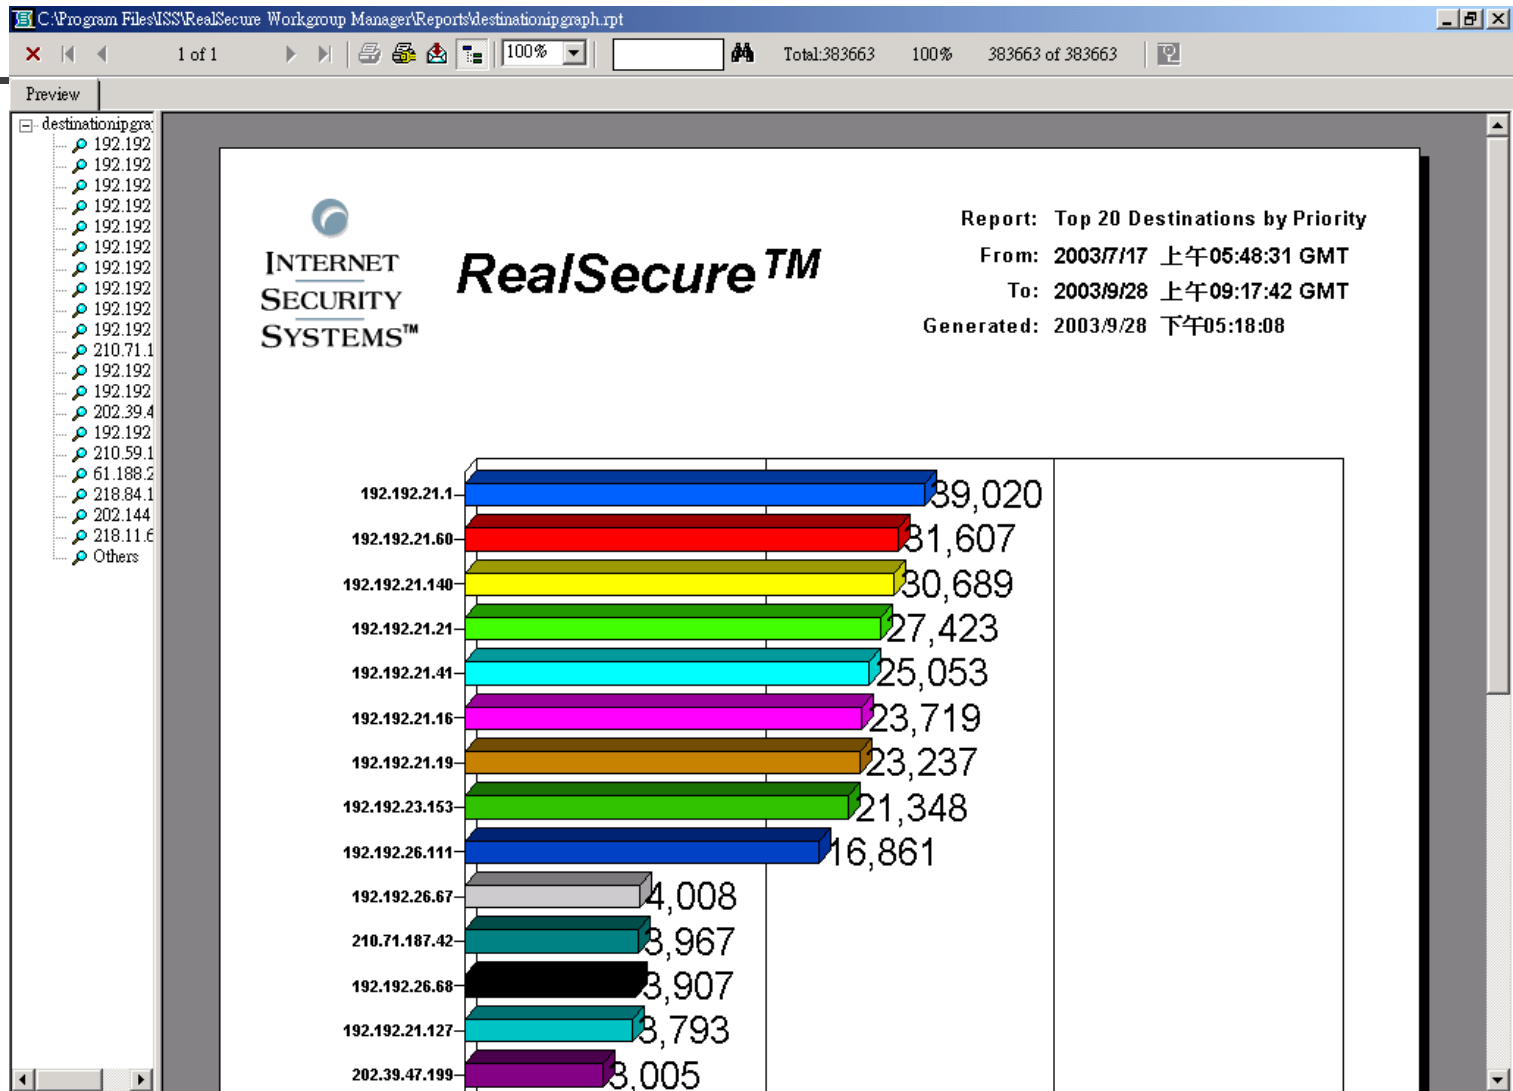 C:\Program Files\ISS\RealSecure Workgroup Manager\Reports\destinationipgraph.rpt
1 of 1 100% Total:383663 100% 383663 of 383663
Preview
destinationipgra
192.192
192.192
192.192
192.192
192.192
192.192
192.192
192.192
192.192
192.192
210.71.1
192.192
192.192
202.39.4
192.192
210.59.1
61.188.2
218.84.1
202.144
218.11.6
Others
INTERNET
SECURITY
SYSTEMS™
RealSecure™
Report: Top 20 Destinations by Priority
From: 2003/7/17 上午05:48:31 GMT
To: 2003/9/28 上午09:17:42 GMT
Generated: 2003/9/28 下午05:18:08
192.192.21.1 39,020
192.192.21.60 31,607
192.192.21.140 30,689
192.192.21.21 27,423
192.192.21.41 25,053
192.192.21.16 23,719
192.192.21.19 23,237
192.192.23.153 21,348
192.192.26.111 16,861
192.192.26.67 4,008
210.71.187.42 3,967
192.192.26.68 3,907
192.192.21.127 3,793
202.39.47.199 3,005